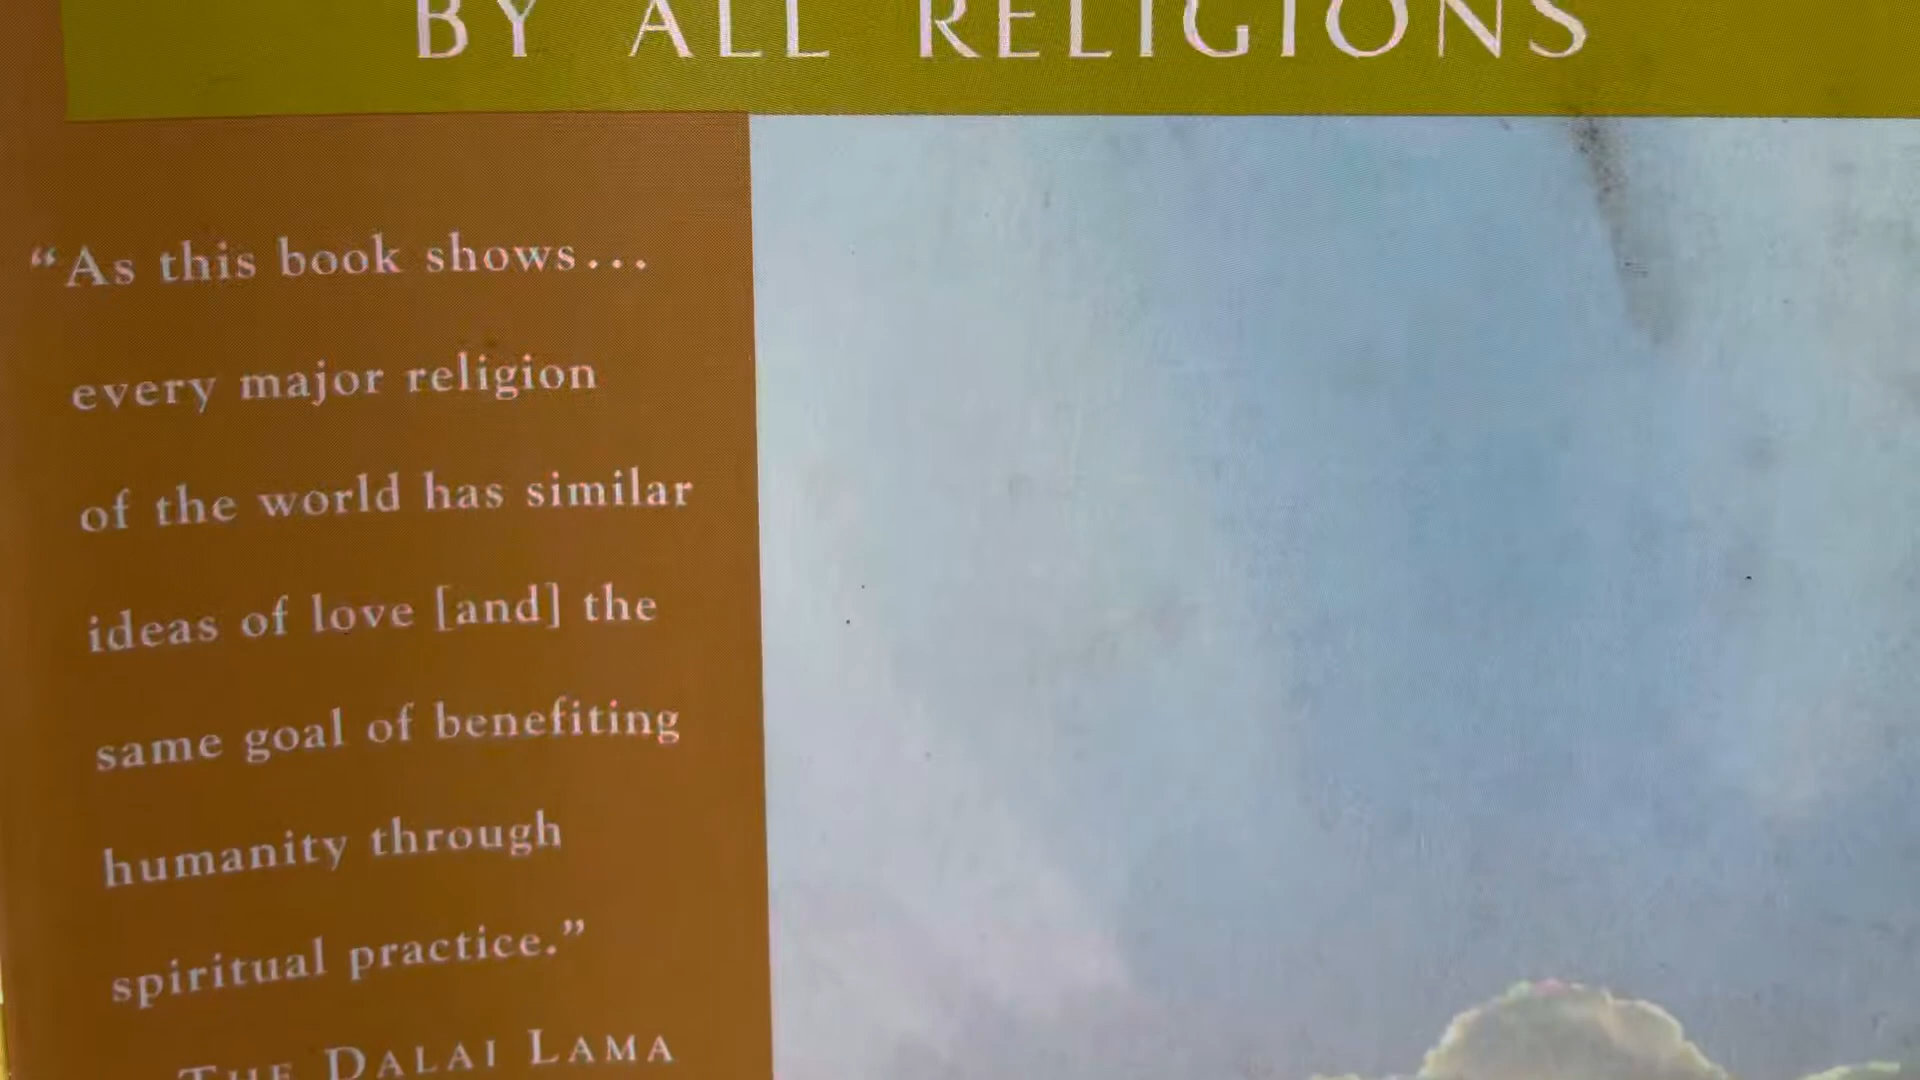 BY ALL RELIGIONS
“As this book shows...
every major religion
of the world has similar
ideas of love [and] the
same goal of benefiting
humanity through
spiritual practice.”
THE DALAI LAMA